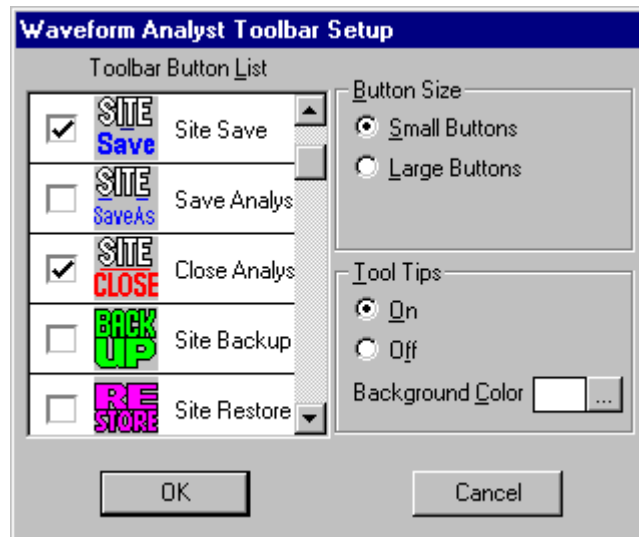 Waveform Analyst Toolbar Setup
Toolbar Button List
SITE
Save
Site Save
SITE
SaveAs
Save Analys
SITE
CLOSE
Close Analys
BACK
UP
Site Backup
RE
STORE
Site Restore
Button Size
Small Buttons
Large Buttons
Tool Tips
On
Off
Background Color
...
OK
Cancel